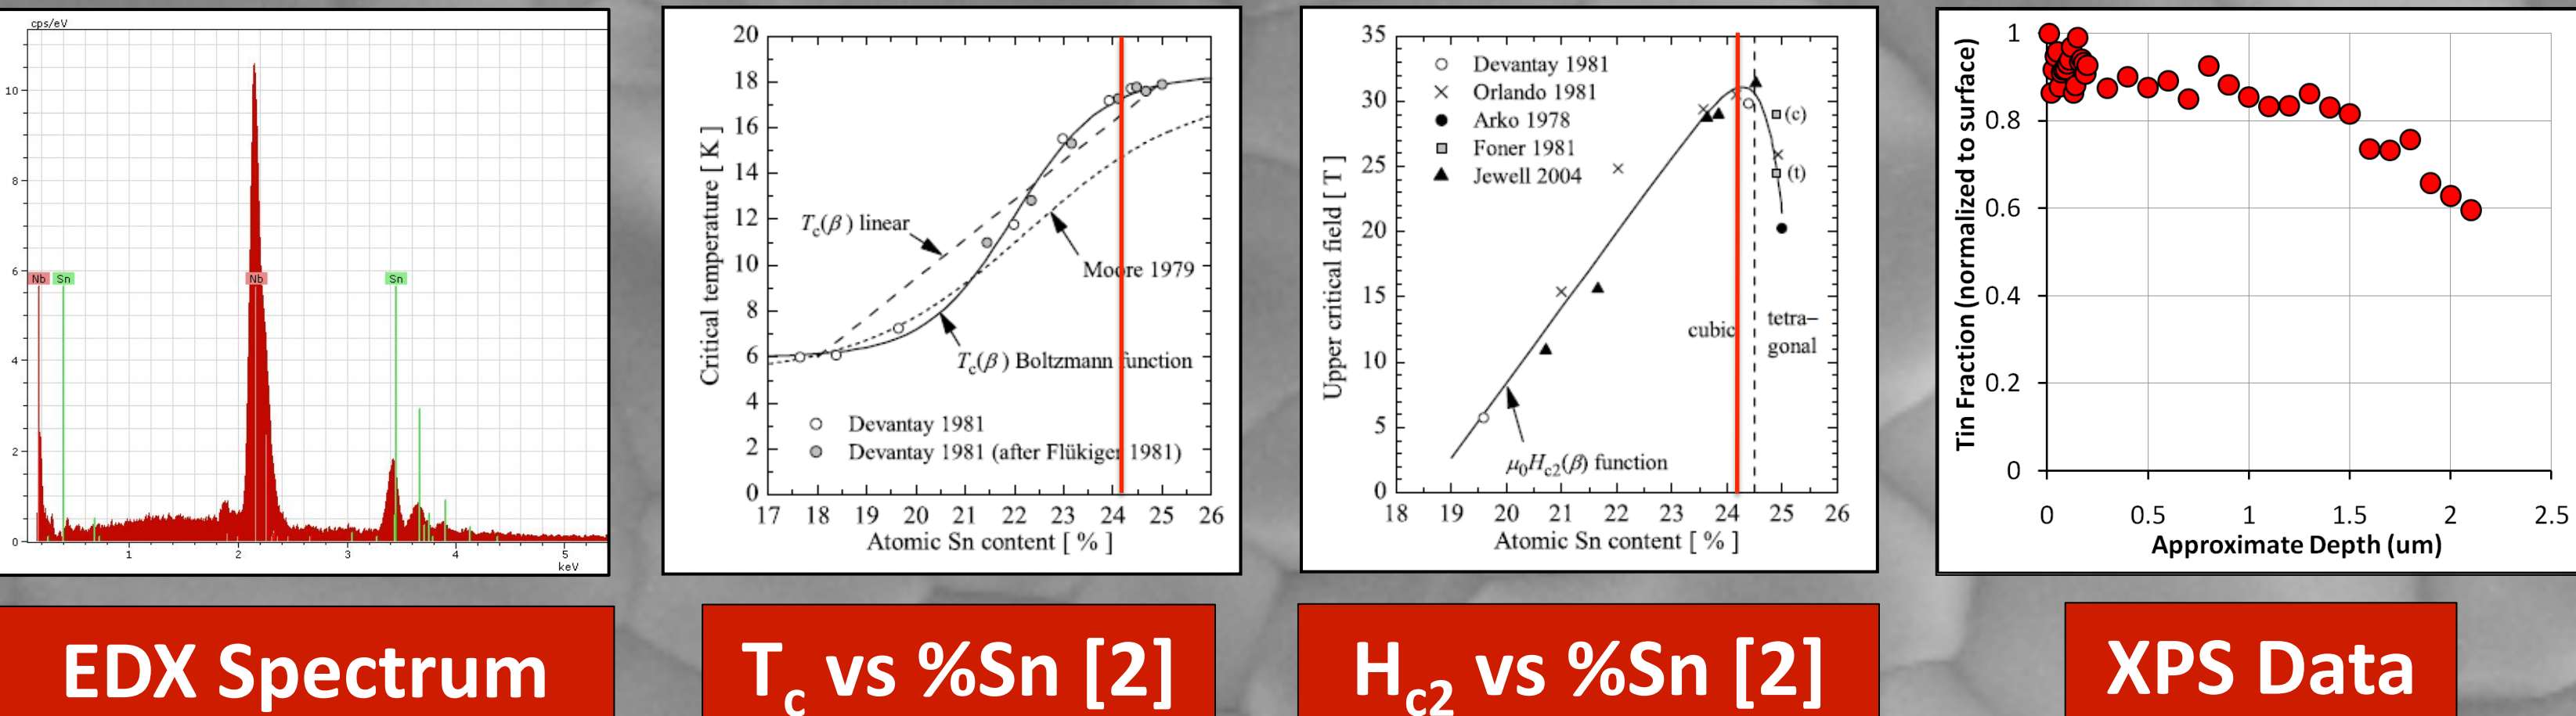 cps/eV
10
8
6
4
2
0
Nb
Sn
Nb
Sn
1
2
3
4
5
keV
EDX Spectrum
Critical temperature [ K ]
20
18
16
14
12
10
8
6
4
2
0
Tc(β) linear
Moore 1979
Tc(β) Boltzmann function
Devantay 1981
Devantay 1981 (after Flükiger 1981)
17 18 19 20 21 22 23 24 25 26
Atomic Sn content [ % ]
Tc vs %Sn [2]
Upper critical field [ T ]
35
30
25
20
15
10
5
0
Devantay 1981
Orlando 1981
Arko 1978
Foner 1981
Jewell 2004
(c)
(t)
cubic
tetra–
gonal
μ0Hc2(β) function
18 19 20 21 22 23 24 25 26
Atomic Sn content [ % ]
Hc2 vs %Sn [2]
Tin Fraction (normalized to surface)
1
0.8
0.6
0.4
0.2
0
0 0.5 1 1.5 2 2.5
Approximate Depth (um)
XPS Data